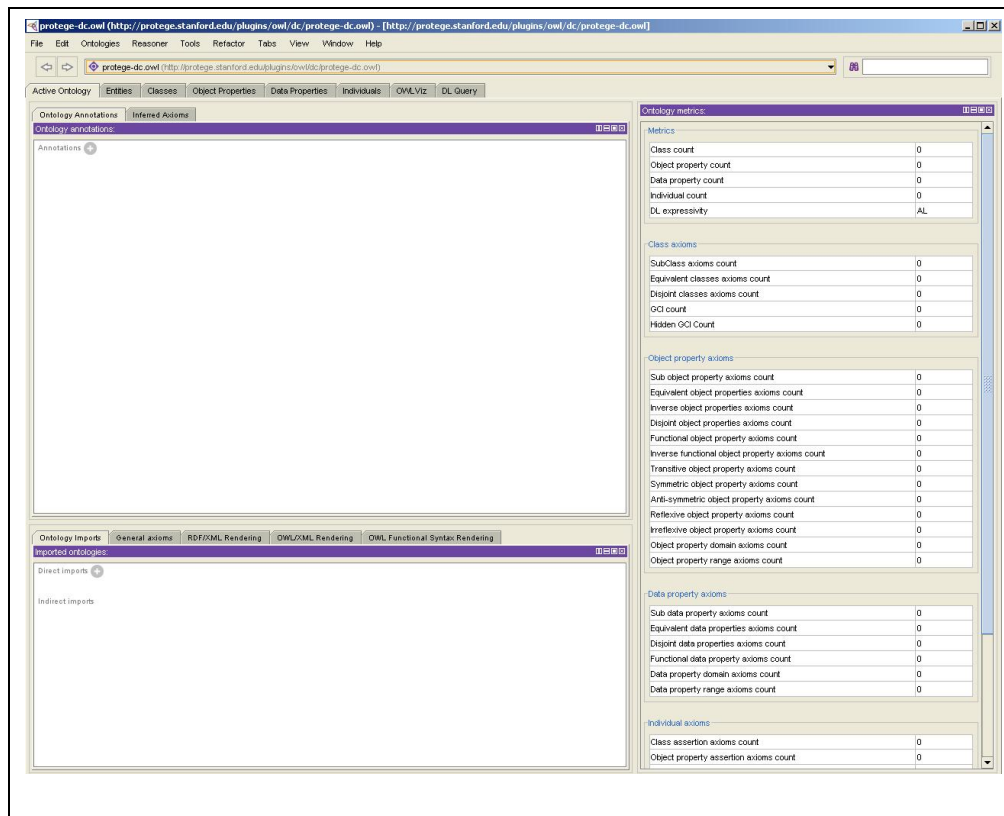 protege-dc.owl (http://protege.stanford.edu/plugins/owl/dc/protege-dc.owl) - [http://protege.stanford.edu/plugins/owl/dc/protege-dc.owl]
File Edit Ontologies Reasoner Tools Refactor Tabs View Window Help
protege-dc.owl (http://protege.stanford.edu/plugins/owl/dc/protege-dc.owl)
Active Ontology Entities Classes Object Properties Data Properties Individuals OWLViz DL Query
Ontology Annotations Inferred Axioms
Ontology annotations:
Annotations
Ontology Imports General axioms RDF/XML Rendering OWL/XML Rendering OWL Functional Syntax Rendering
Imported ontologies:
Direct imports
Indirect imports
Ontology metrics:
Metrics
Class count 0
Object property count 0
Data property count 0
Individual count 0
DL expressivity AL
Class axioms
SubClass axioms count 0
Equivalent classes axioms count 0
Disjoint classes axioms count 0
GCI count 0
Hidden GCI Count 0
Object property axioms
Sub object property axioms count 0
Equivalent object properties axioms count 0
Inverse object properties axioms count 0
Disjoint object properties axioms count 0
Functional object property axioms count 0
Inverse functional object property axioms count 0
Transitive object property axioms count 0
Symmetric object property axioms count 0
Anti-symmetric object property axioms count 0
Reflexive object property axioms count 0
Irreflexive object property axioms count 0
Object property domain axioms count 0
Object property range axioms count 0
Data property axioms
Sub data property axioms count 0
Equivalent data properties axioms count 0
Disjoint data properties axioms count 0
Functional data property axioms count 0
Data property domain axioms count 0
Data property range axioms count 0
Individual axioms
Class assertion axioms count 0
Object property assertion axioms count 0